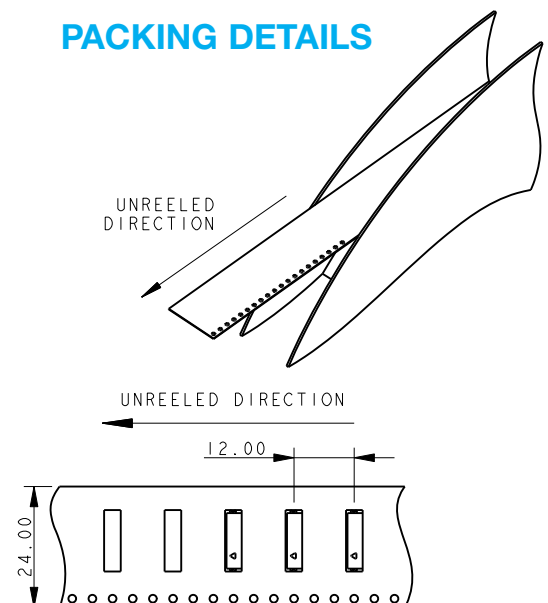 PACKING DETAILS
UNREELED
DIRECTION
UNREELED DIRECTION
12.00
24.00